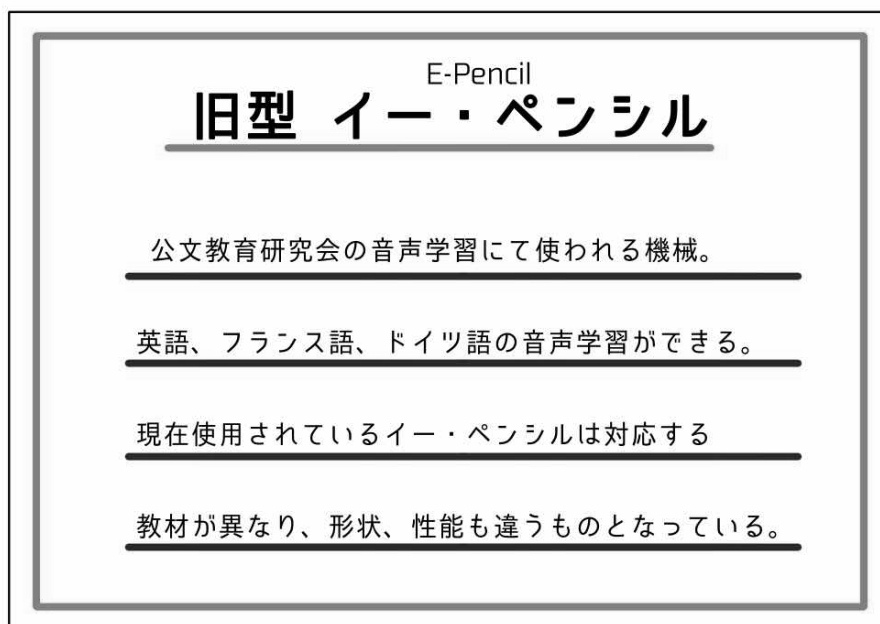 E-Pencil
旧型 イー・ペンシル
公文教育研究会の音声学習にて使われる機械。
英語、フランス語、ドイツ語の音声学習ができる。
現在使用されているイー・ペンシルは対応する
教材が異なり、形状、性能も違うものとなっている。